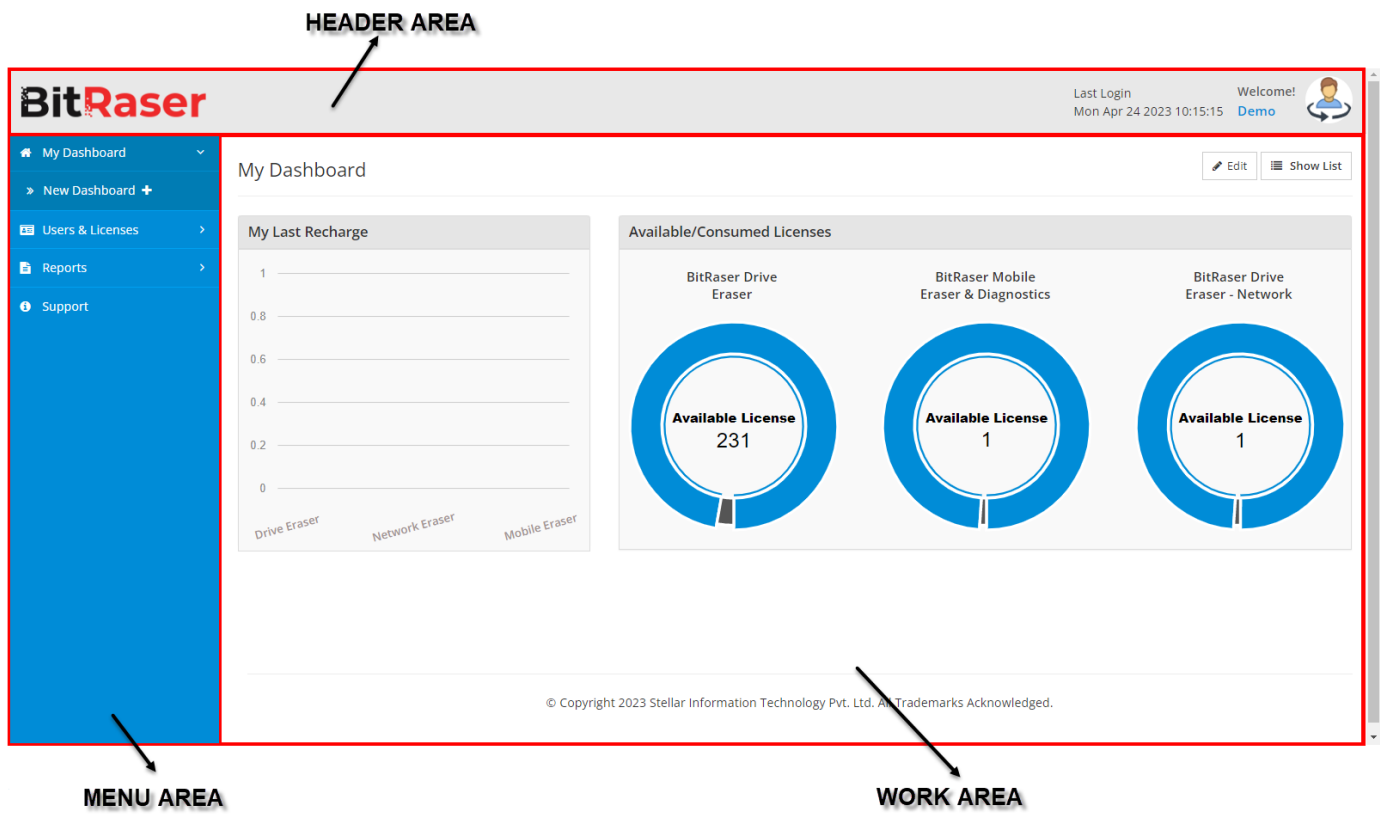 HEADER AREA
BitRaser
Last Login
Mon Apr 24 2023 10:15:15
Welcome!
Demo
My Dashboard
New Dashboard
Users & Licenses
Reports
Support
My Dashboard
Edit
Show List
My Last Recharge
1
0.8
0.6
0.4
0.2
0
Drive Eraser
Network Eraser
Mobile Eraser
Available/Consumed Licenses
BitRaser Drive
Eraser
Available License
231
BitRaser Mobile
Eraser & Diagnostics
Available License
1
BitRaser Drive
Eraser - Network
Available License
1
© Copyright 2023 Stellar Information Technology Pvt. Ltd. All Trademarks Acknowledged.
MENU AREA
WORK AREA